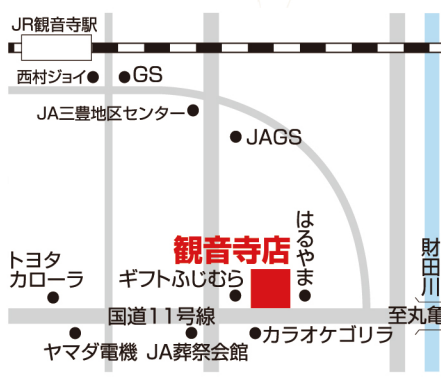 JR観音寺駅
西村ジョイ
GS
JA三豊地区センター
JAGS
観音寺店
はるやま
トヨタ
カローラ
ギフトふじむら
財田川
国道11号線
至丸亀
ヤマダ電機
JA葬祭会館
カラオケゴリラ